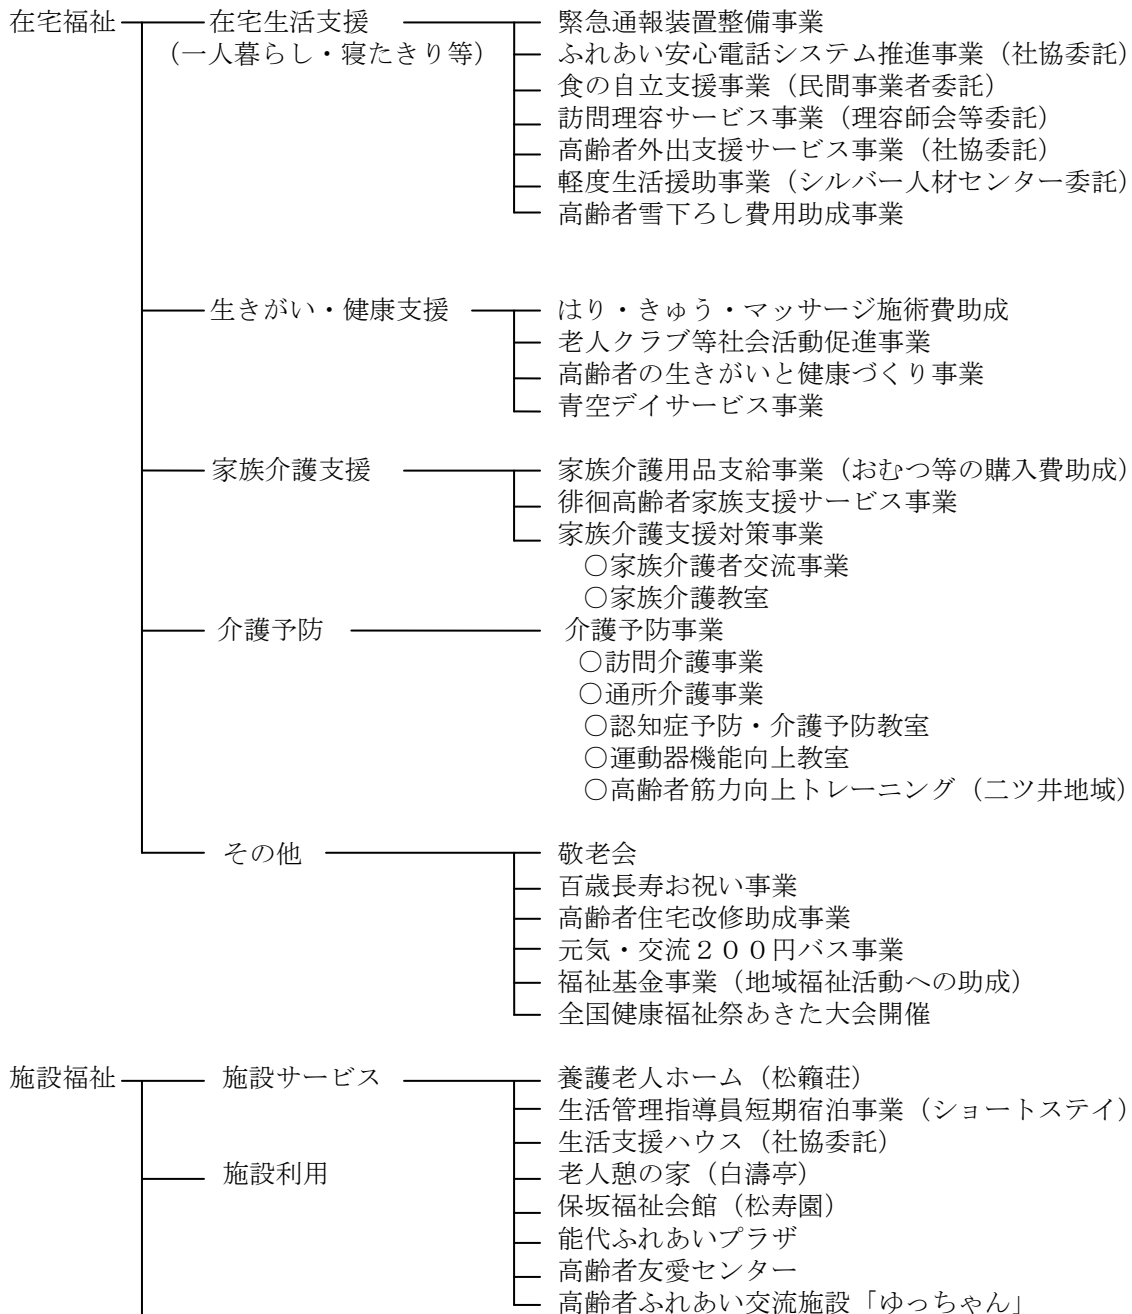 在宅福祉 在宅生活支援 緊急通報装置整備事業
（一人暮らし・寝たきり等） ふれあい安心電話システム推進事業（社協委託）
食の自立支援事業（民間事業者委託）
訪問理容サービス事業（理容師会等委託）
高齢者外出支援サービス事業（社協委託）
軽度生活援助事業（シルバー人材センター委託）
高齢者雪下ろし費用助成事業
生きがい・健康支援 はり・きゅう・マッサージ施術費助成
老人クラブ等社会活動促進事業
高齢者の生きがいと健康づくり事業
青空デイサービス事業
家族介護支援 家族介護用品支給事業（おむつ等の購入費助成）
徘徊高齢者家族支援サービス事業
家族介護支援対策事業
○家族介護者交流事業
○家族介護教室
介護予防 介護予防事業
○訪問介護事業
○通所介護事業
○認知症予防・介護予防教室
○運動器機能向上教室
○高齢者筋力向上トレーニング（二ツ井地域）
その他 敬老会
百歳長寿お祝い事業
高齢者住宅改修助成事業
元気・交流２００円バス事業
福祉基金事業（地域福祉活動への助成）
全国健康福祉祭あきた大会開催
施設福祉 施設サービス 養護老人ホーム（松籟荘）
生活管理指導員短期宿泊事業（ショートステイ）
生活支援ハウス（社協委託）
施設利用 老人憩の家（白濤亭）
保坂福祉会館（松寿園）
能代ふれあいプラザ
高齢者友愛センター
高齢者ふれあい交流施設「ゆっちゃん」